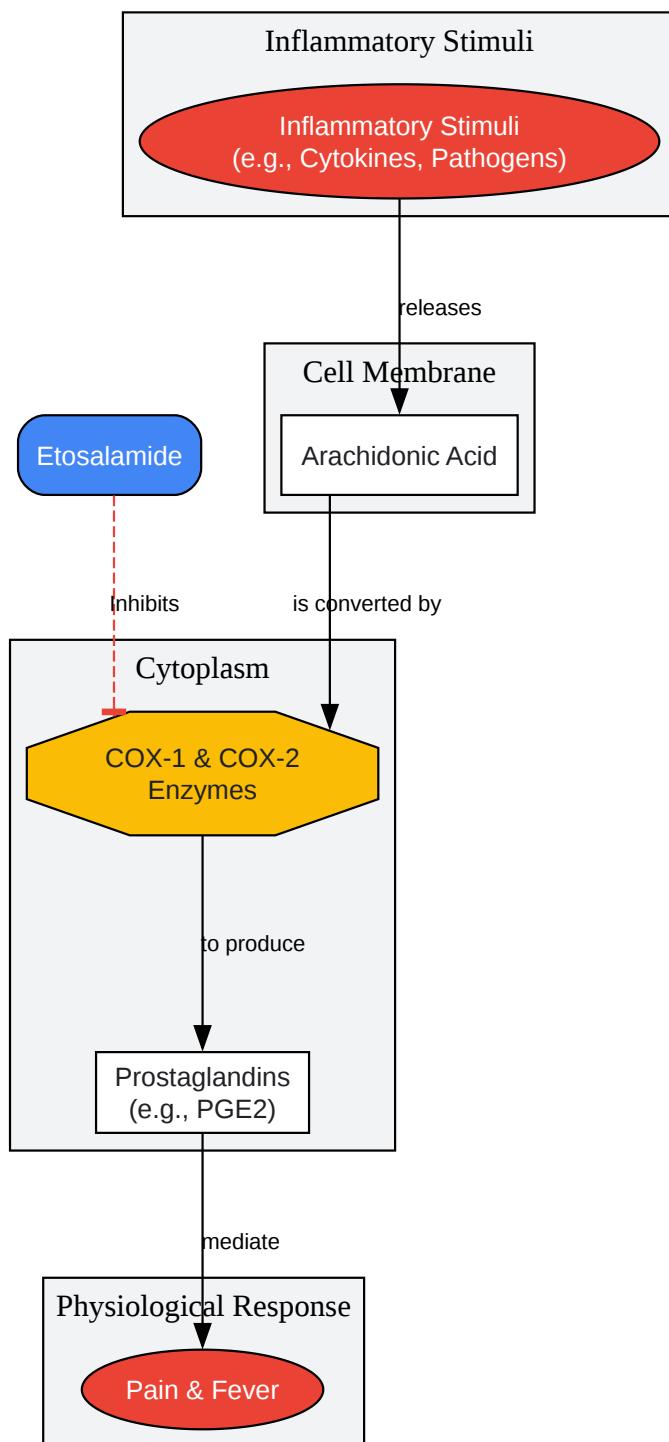 Inflammatory Stimuli
Inflammatory Stimuli
(e.g., Cytokines, Pathogens)
releases
Cell Membrane
Etosalamide
Arachidonic Acid
Inhibits
is converted by
Cytoplasm
COX-1 & COX-2
Enzymes
to produce
Prostaglandins
(e.g., PGE2)
mediate
Physiological Response
Pain & Fever